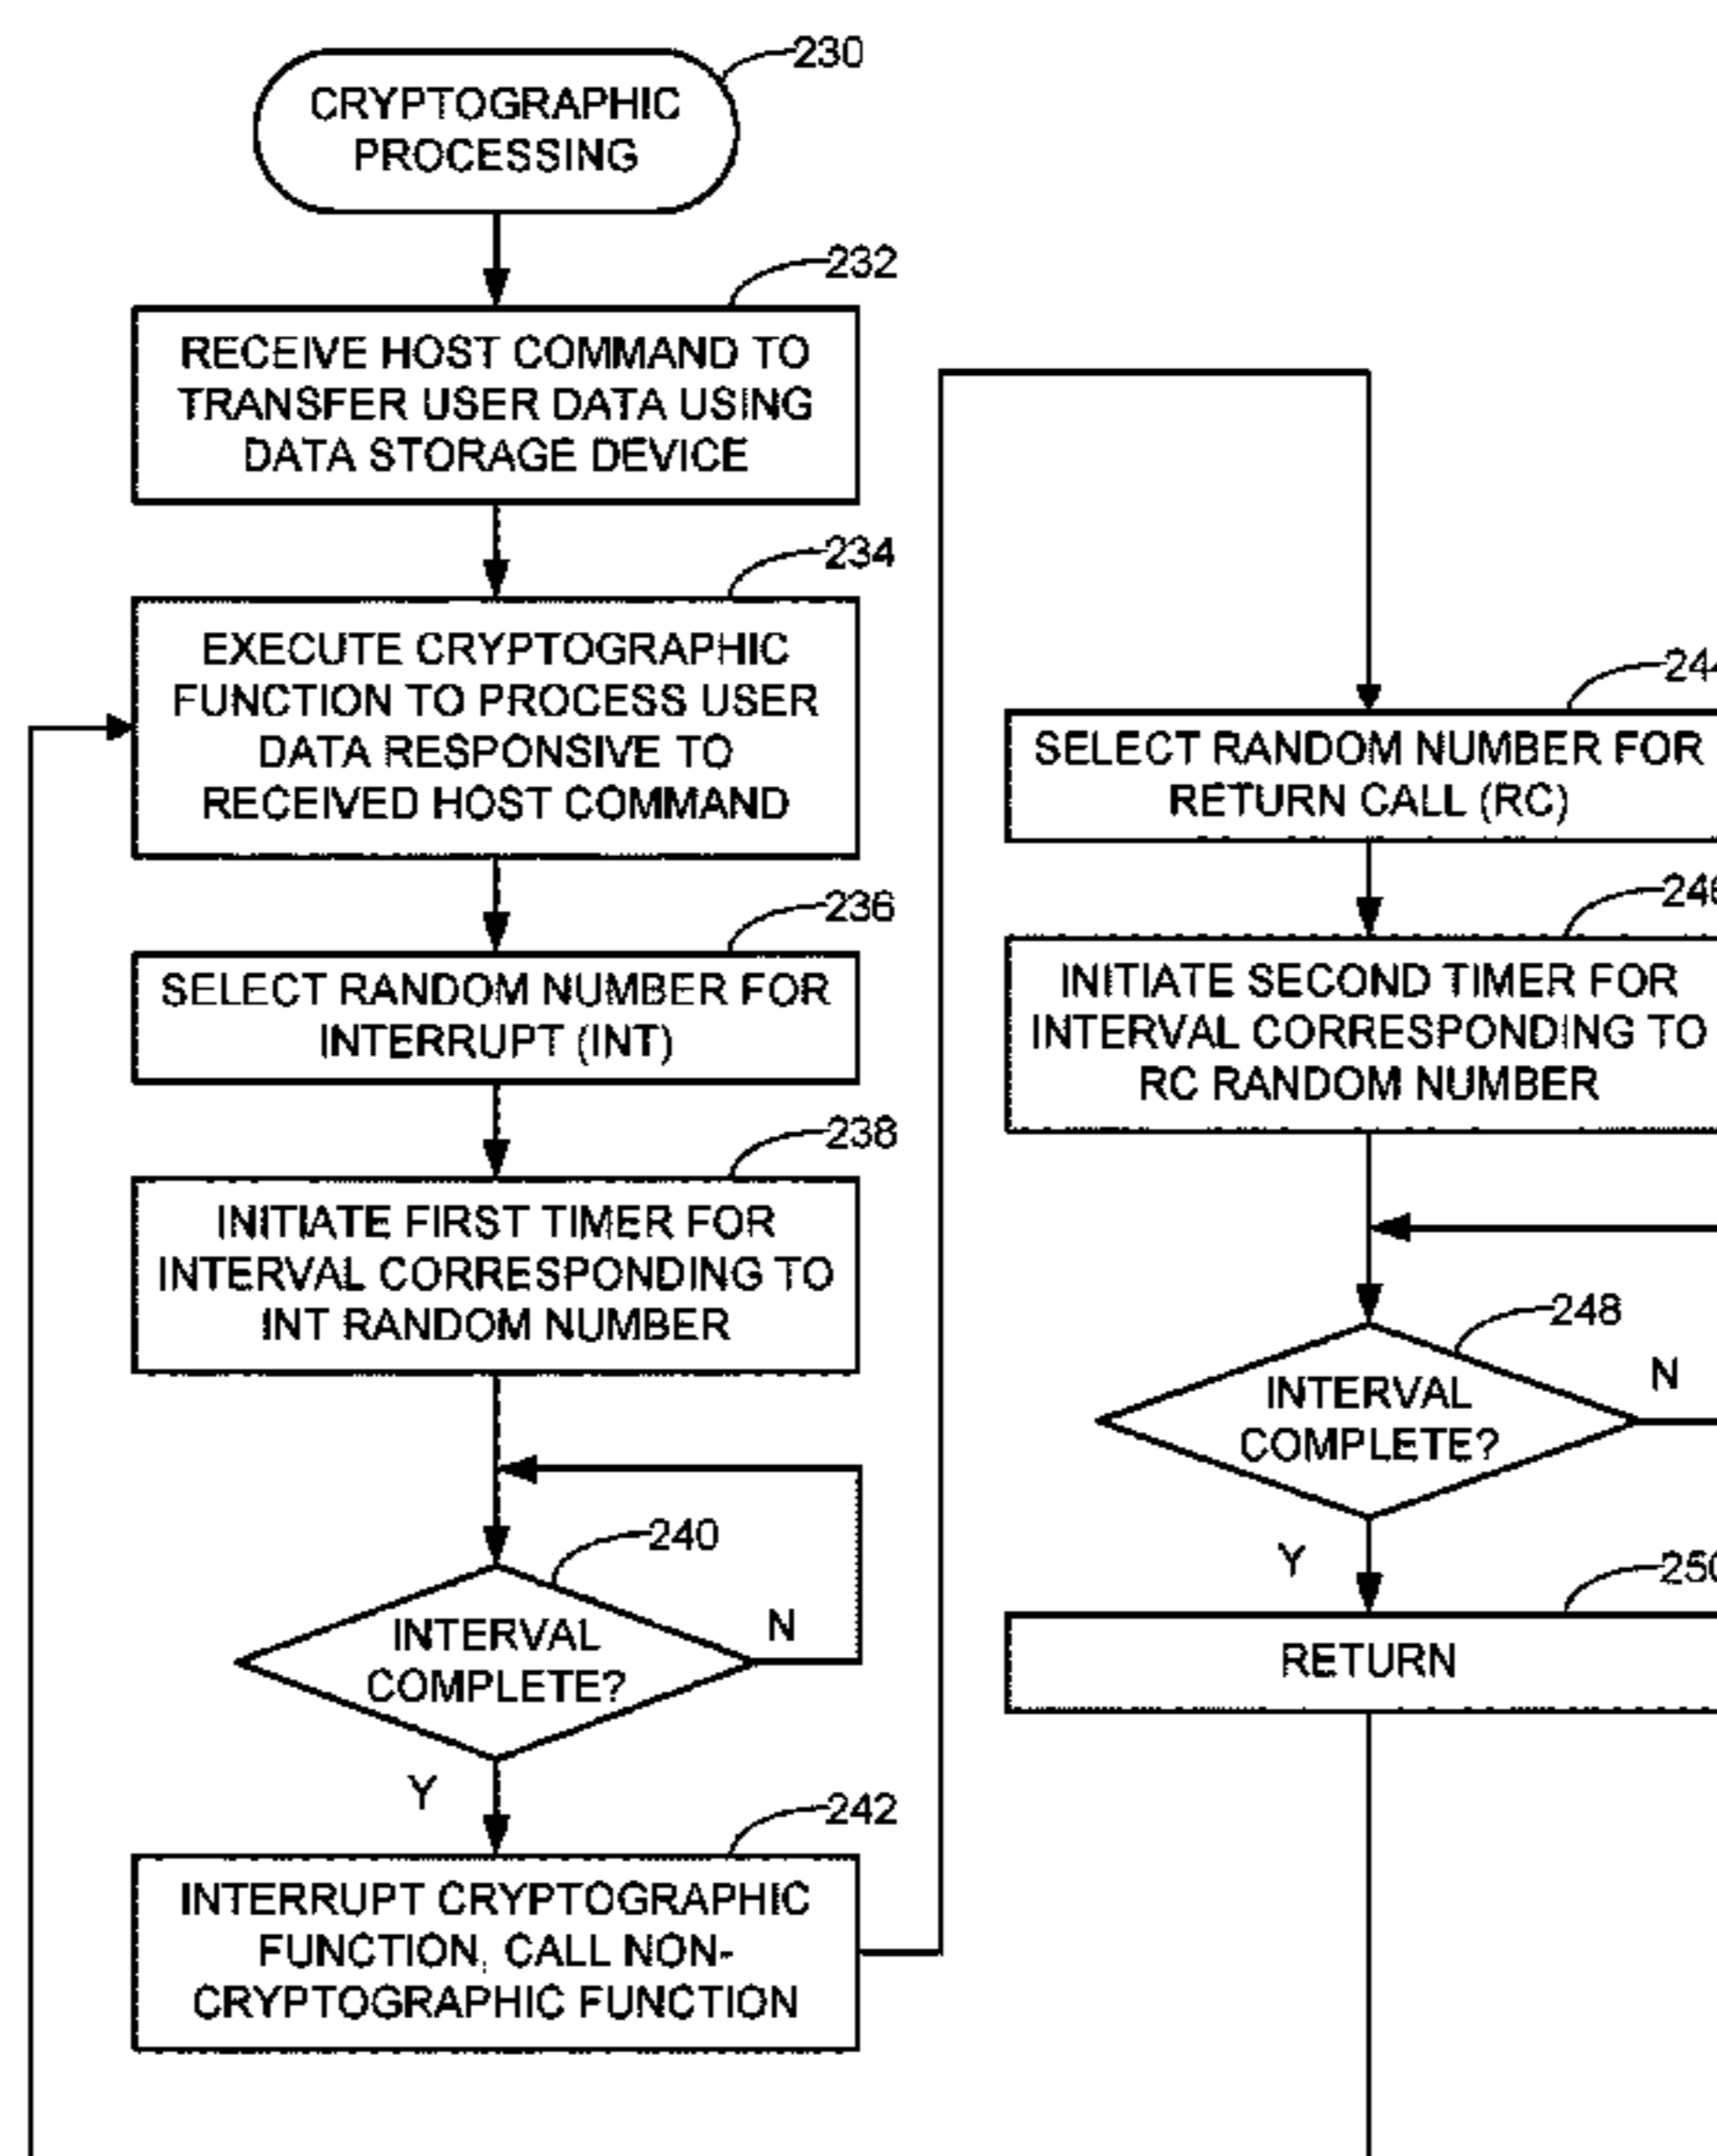 230
CRYPTOGRAPHIC
PROCESSING
232
RECEIVE HOST COMMAND TO
TRANSFER USER DATA USING
DATA STORAGE DEVICE
234
EXECUTE CRYPTOGRAPHIC
FUNCTION TO PROCESS USER
DATA RESPONSIVE TO
RECEIVED HOST COMMAND
236
SELECT RANDOM NUMBER FOR
INTERRUPT (INT)
238
INITIATE FIRST TIMER FOR
INTERVAL CORRESPONDING TO
INT RANDOM NUMBER
240
INTERVAL
COMPLETE?
N
Y
242
INTERRUPT CRYPTOGRAPHIC
FUNCTION, CALL NON-
CRYPTOGRAPHIC FUNCTION
244
SELECT RANDOM NUMBER FOR
RETURN CALL (RC)
246
INITIATE SECOND TIMER FOR
INTERVAL CORRESPONDING TO
RC RANDOM NUMBER
248
INTERVAL
COMPLETE?
N
Y
250
RETURN